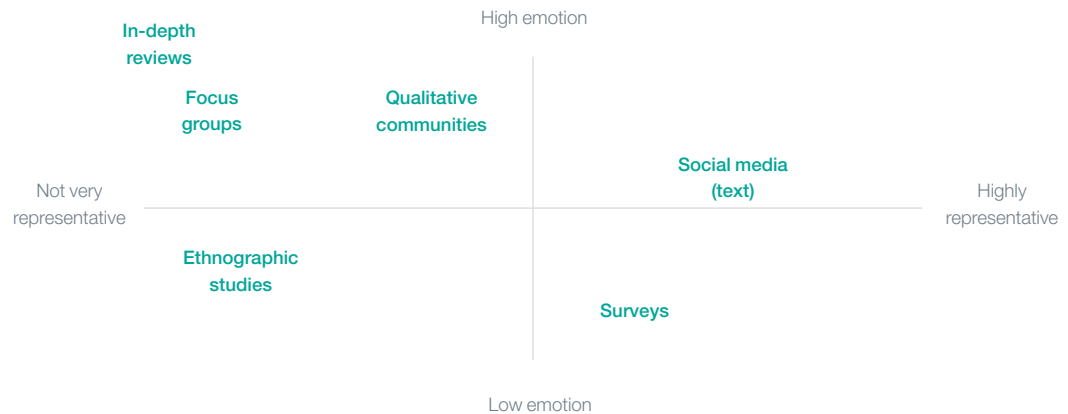 High emotion
In-depth
reviews
Focus
groups
Qualitative
communities
Social media
(text)
Not very
representative
Highly
representative
Ethnographic
studies
Surveys
Low emotion